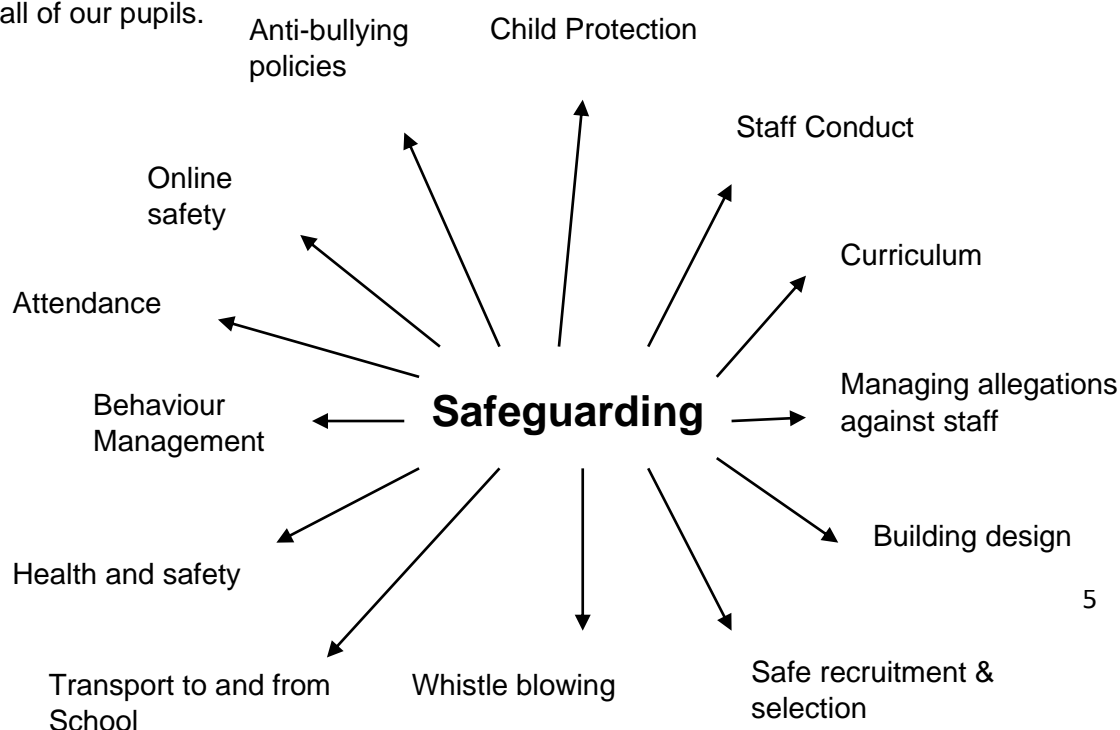 all of our pupils.
Anti-bullying
policies
Child Protection
Staff Conduct
Online
safety
Curriculum
Attendance
Managing allegations
against staff
Behaviour
Management
Safeguarding
Building design
Health and safety
5
Transport to and from
School
Whistle blowing
Safe recruitment &
selection